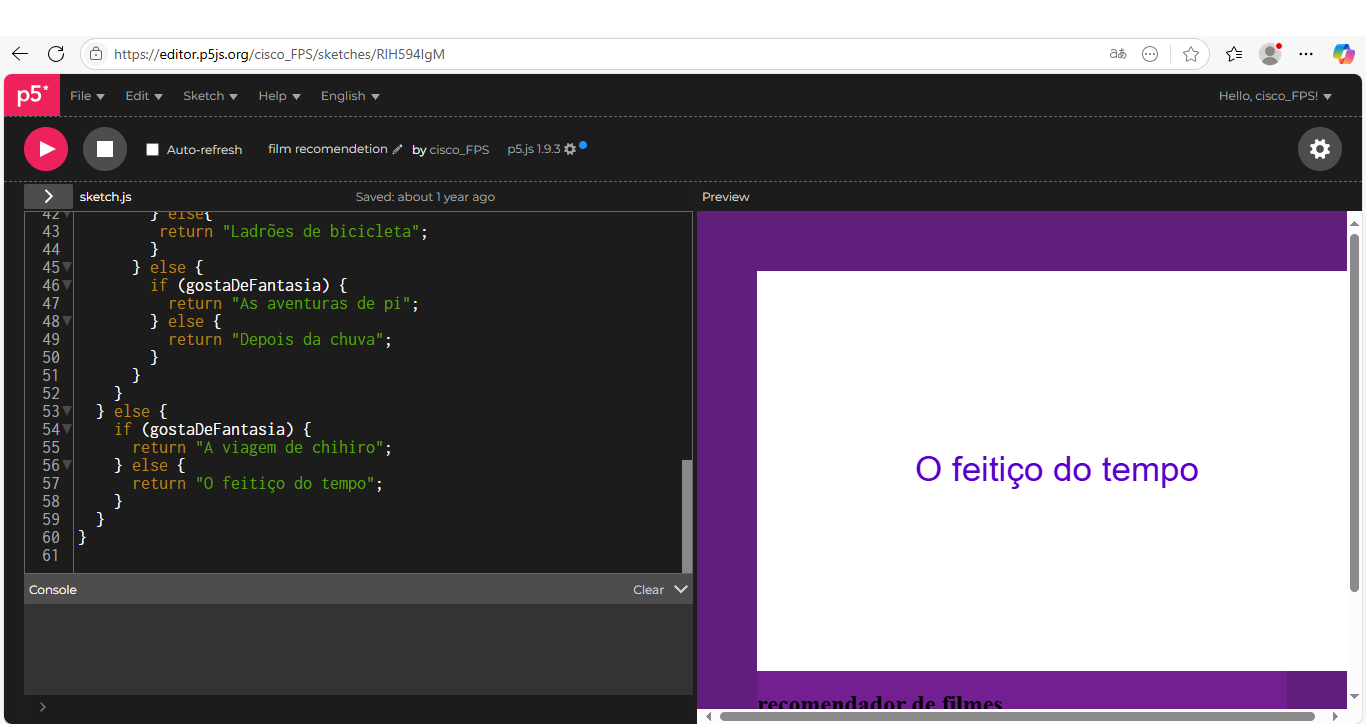 https://editor.p5js.org/cisco_FPS/sketches/RlH594IgM
p5* File Edit Sketch Help English Hello, cisco_FPS!
Auto-refresh film recomendetion by cisco_FPS p5.js 1.9.3
sketch.js Saved: about 1 year ago Preview
42 } else{
43 return "Ladrões de bicicleta";
44 }
45 } else {
46 if (gostaDeFantasia) {
47 return "As aventuras de pi";
48 } else {
49 return "Depois da chuva";
50 }
51 }
52 }
53 } else {
54 if (gostaDeFantasia) {
55 return "A viagem de chihiro";
56 } else {
57 return "O feitiço do tempo";
58 }
59 }
60 }
61
Console Clear
O feitiço do tempo
recomendador de filmes